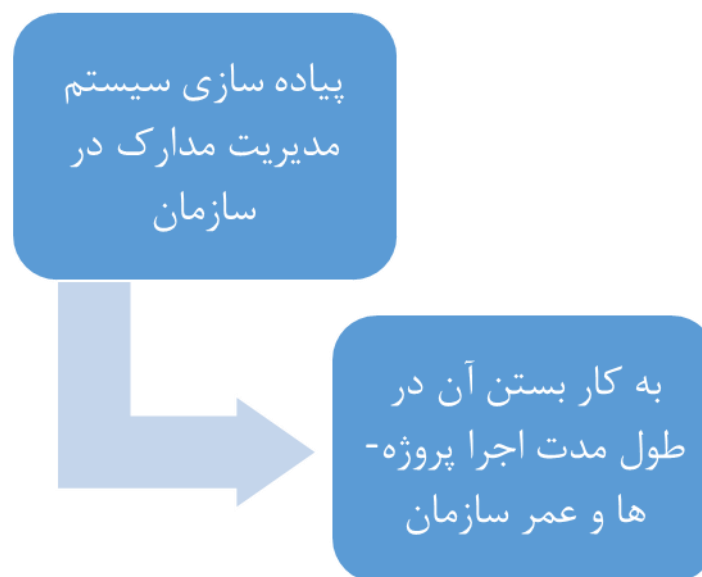 پیاده سازی سیستم
مدیریت مدارک در
سازمان
به کار بستن آن در
طول مدت اجرا پروژه-
ها و عمر سازمان